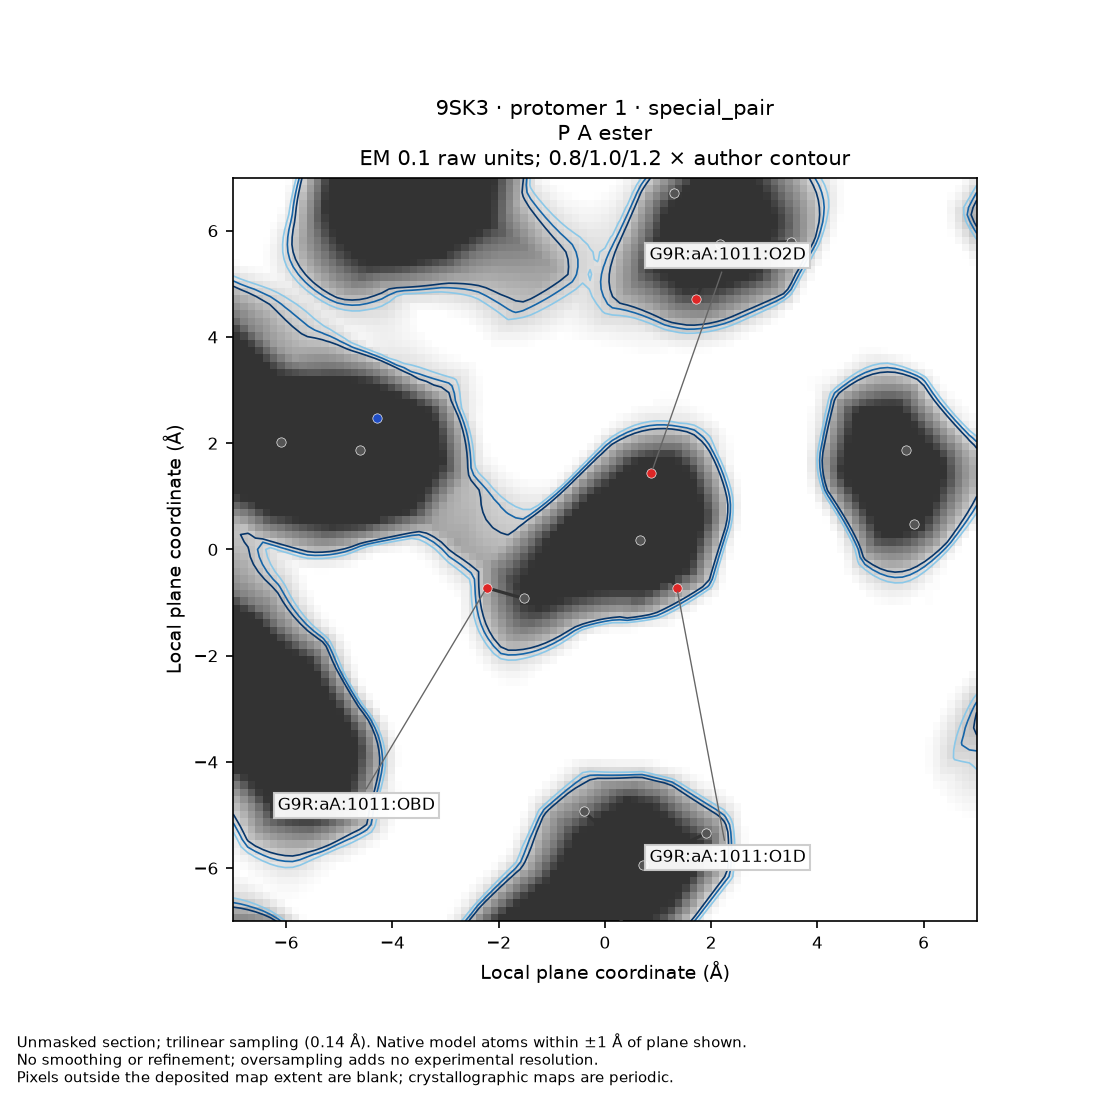 9SK3 · protomer 1 · special_pair
P A ester
EM 0.1 raw units; 0.8/1.0/1.2 × author contour
6
4
2
0
−2
−4
−6
Local plane coordinate (Å)
G9R:aA:1011:O2D
G9R:aA:1011:OBD
G9R:aA:1011:O1D
−6 −4 −2 0 2 4 6
Local plane coordinate (Å)
Unmasked section; trilinear sampling (0.14 Å). Native model atoms within ±1 Å of plane shown.
No smoothing or refinement; oversampling adds no experimental resolution.
Pixels outside the deposited map extent are blank; crystallographic maps are periodic.